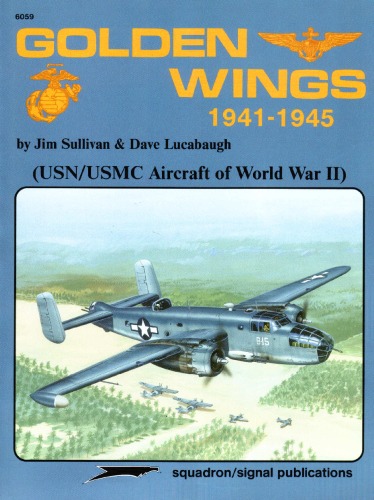 6059
GOLDEN
WINGS
1941-1945
by Jim Sullivan & Dave Lucabaugh
(USN/USMC Aircraft of World War II)
845
squadron/signal publications